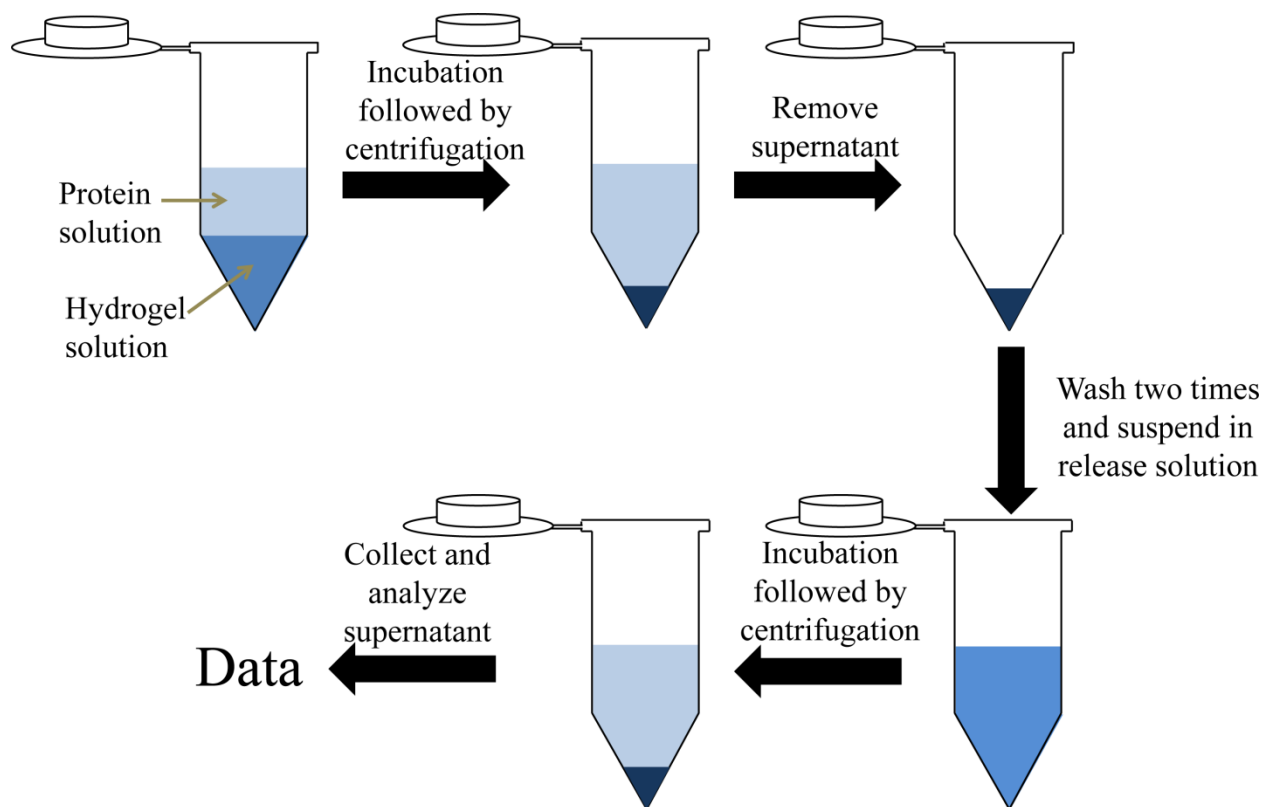 Incubation
followed by
centrifugation
Remove
supernatant
Protein
solution
Hydrogel
solution
Wash two times
and suspend in
release solution
Incubation
followed by
centrifugation
Collect and
analyze
supernatant
Data